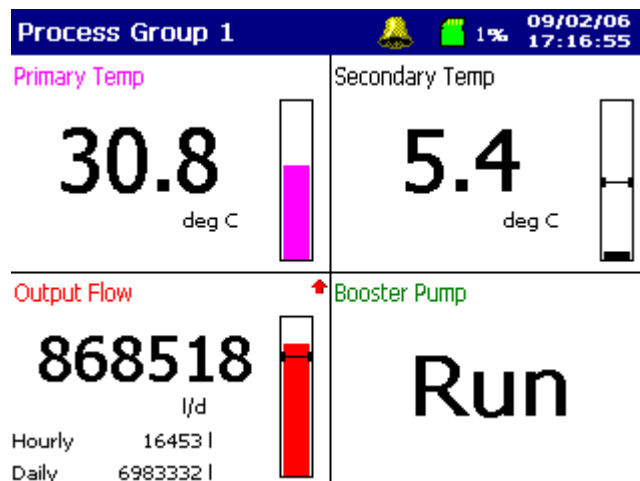 Process Group 1
1%
09/02/06
17:16:55
Primary Temp
30.8
deg C
Secondary Temp
5.4
deg C
Output Flow
868518
l/d
Hourly 16453 l
Daily 6983332 l
Booster Pump
Run